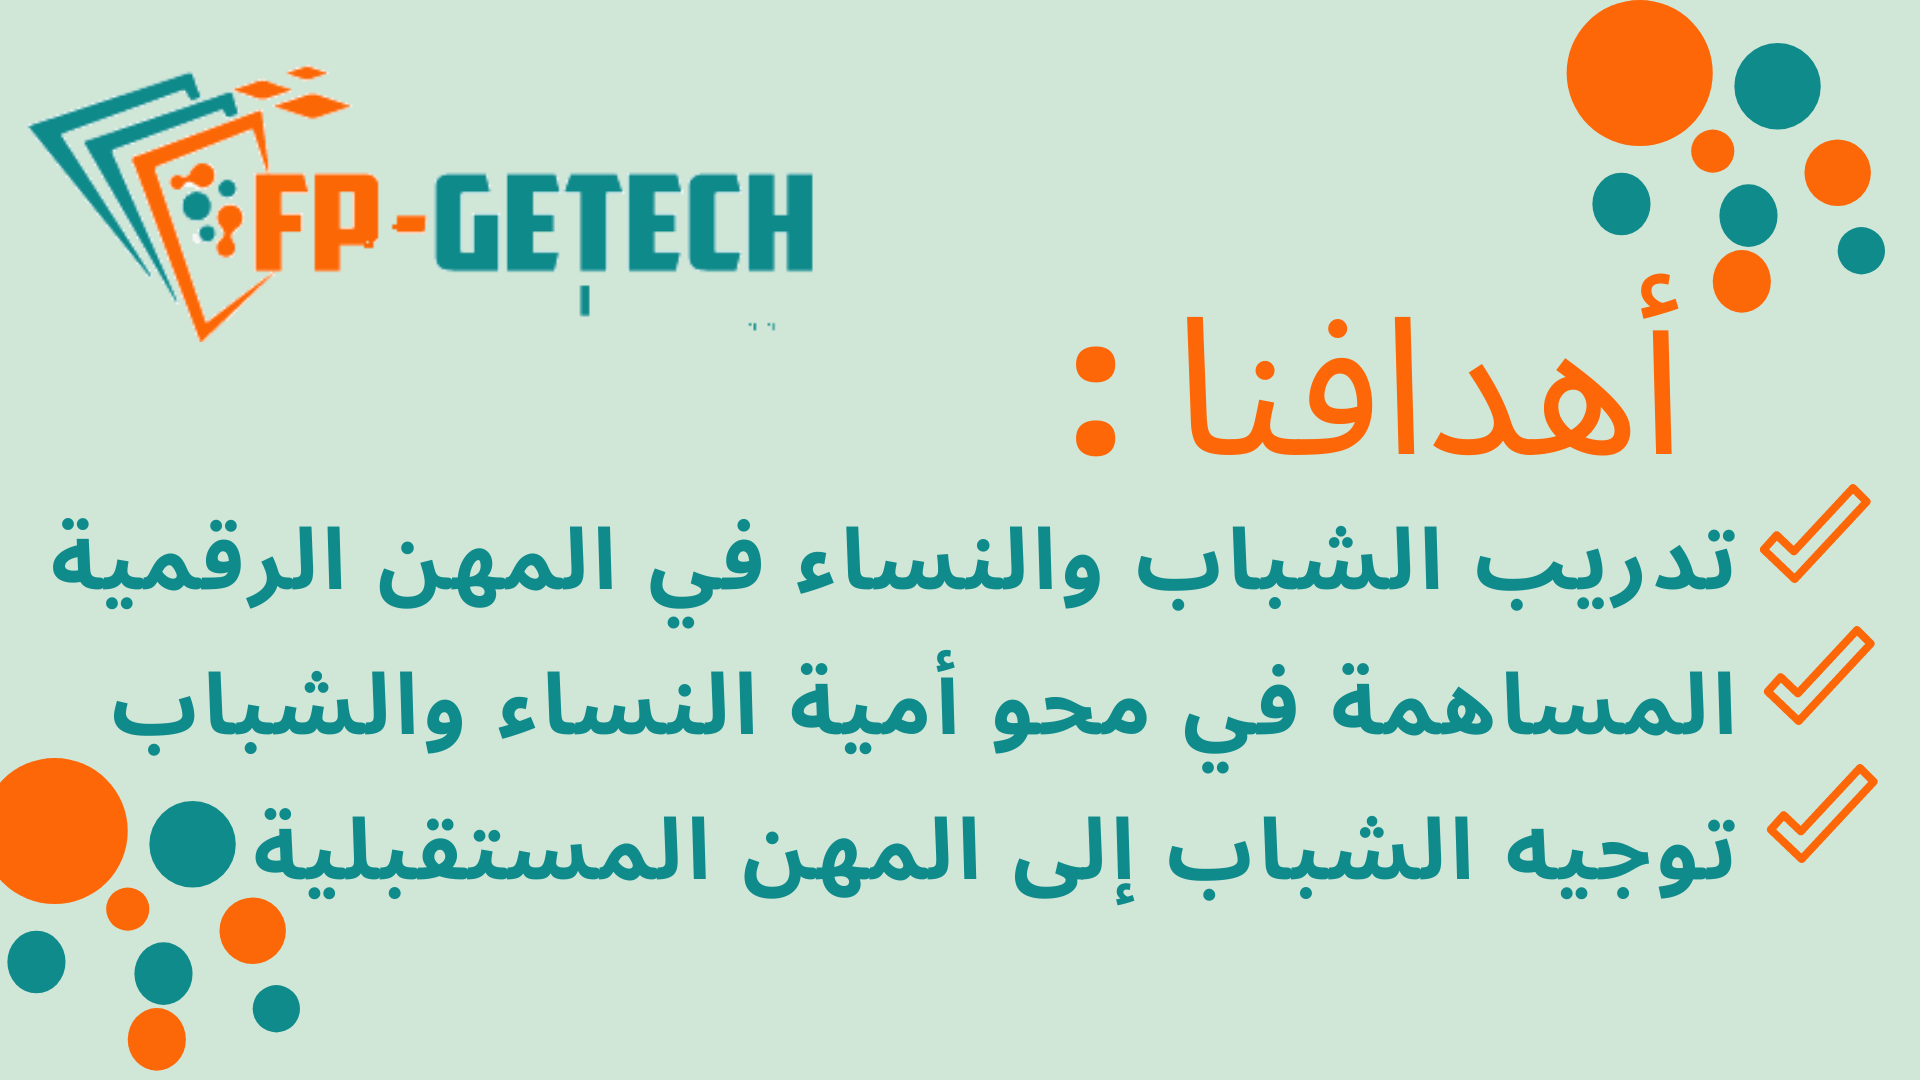 FP-GETECH
أهدافنا :
تدريب الشباب والنساء في المهن الرقمية
المساهمة في محو أمية النساء والشباب
توجيه الشباب إلى المهن المستقبلية